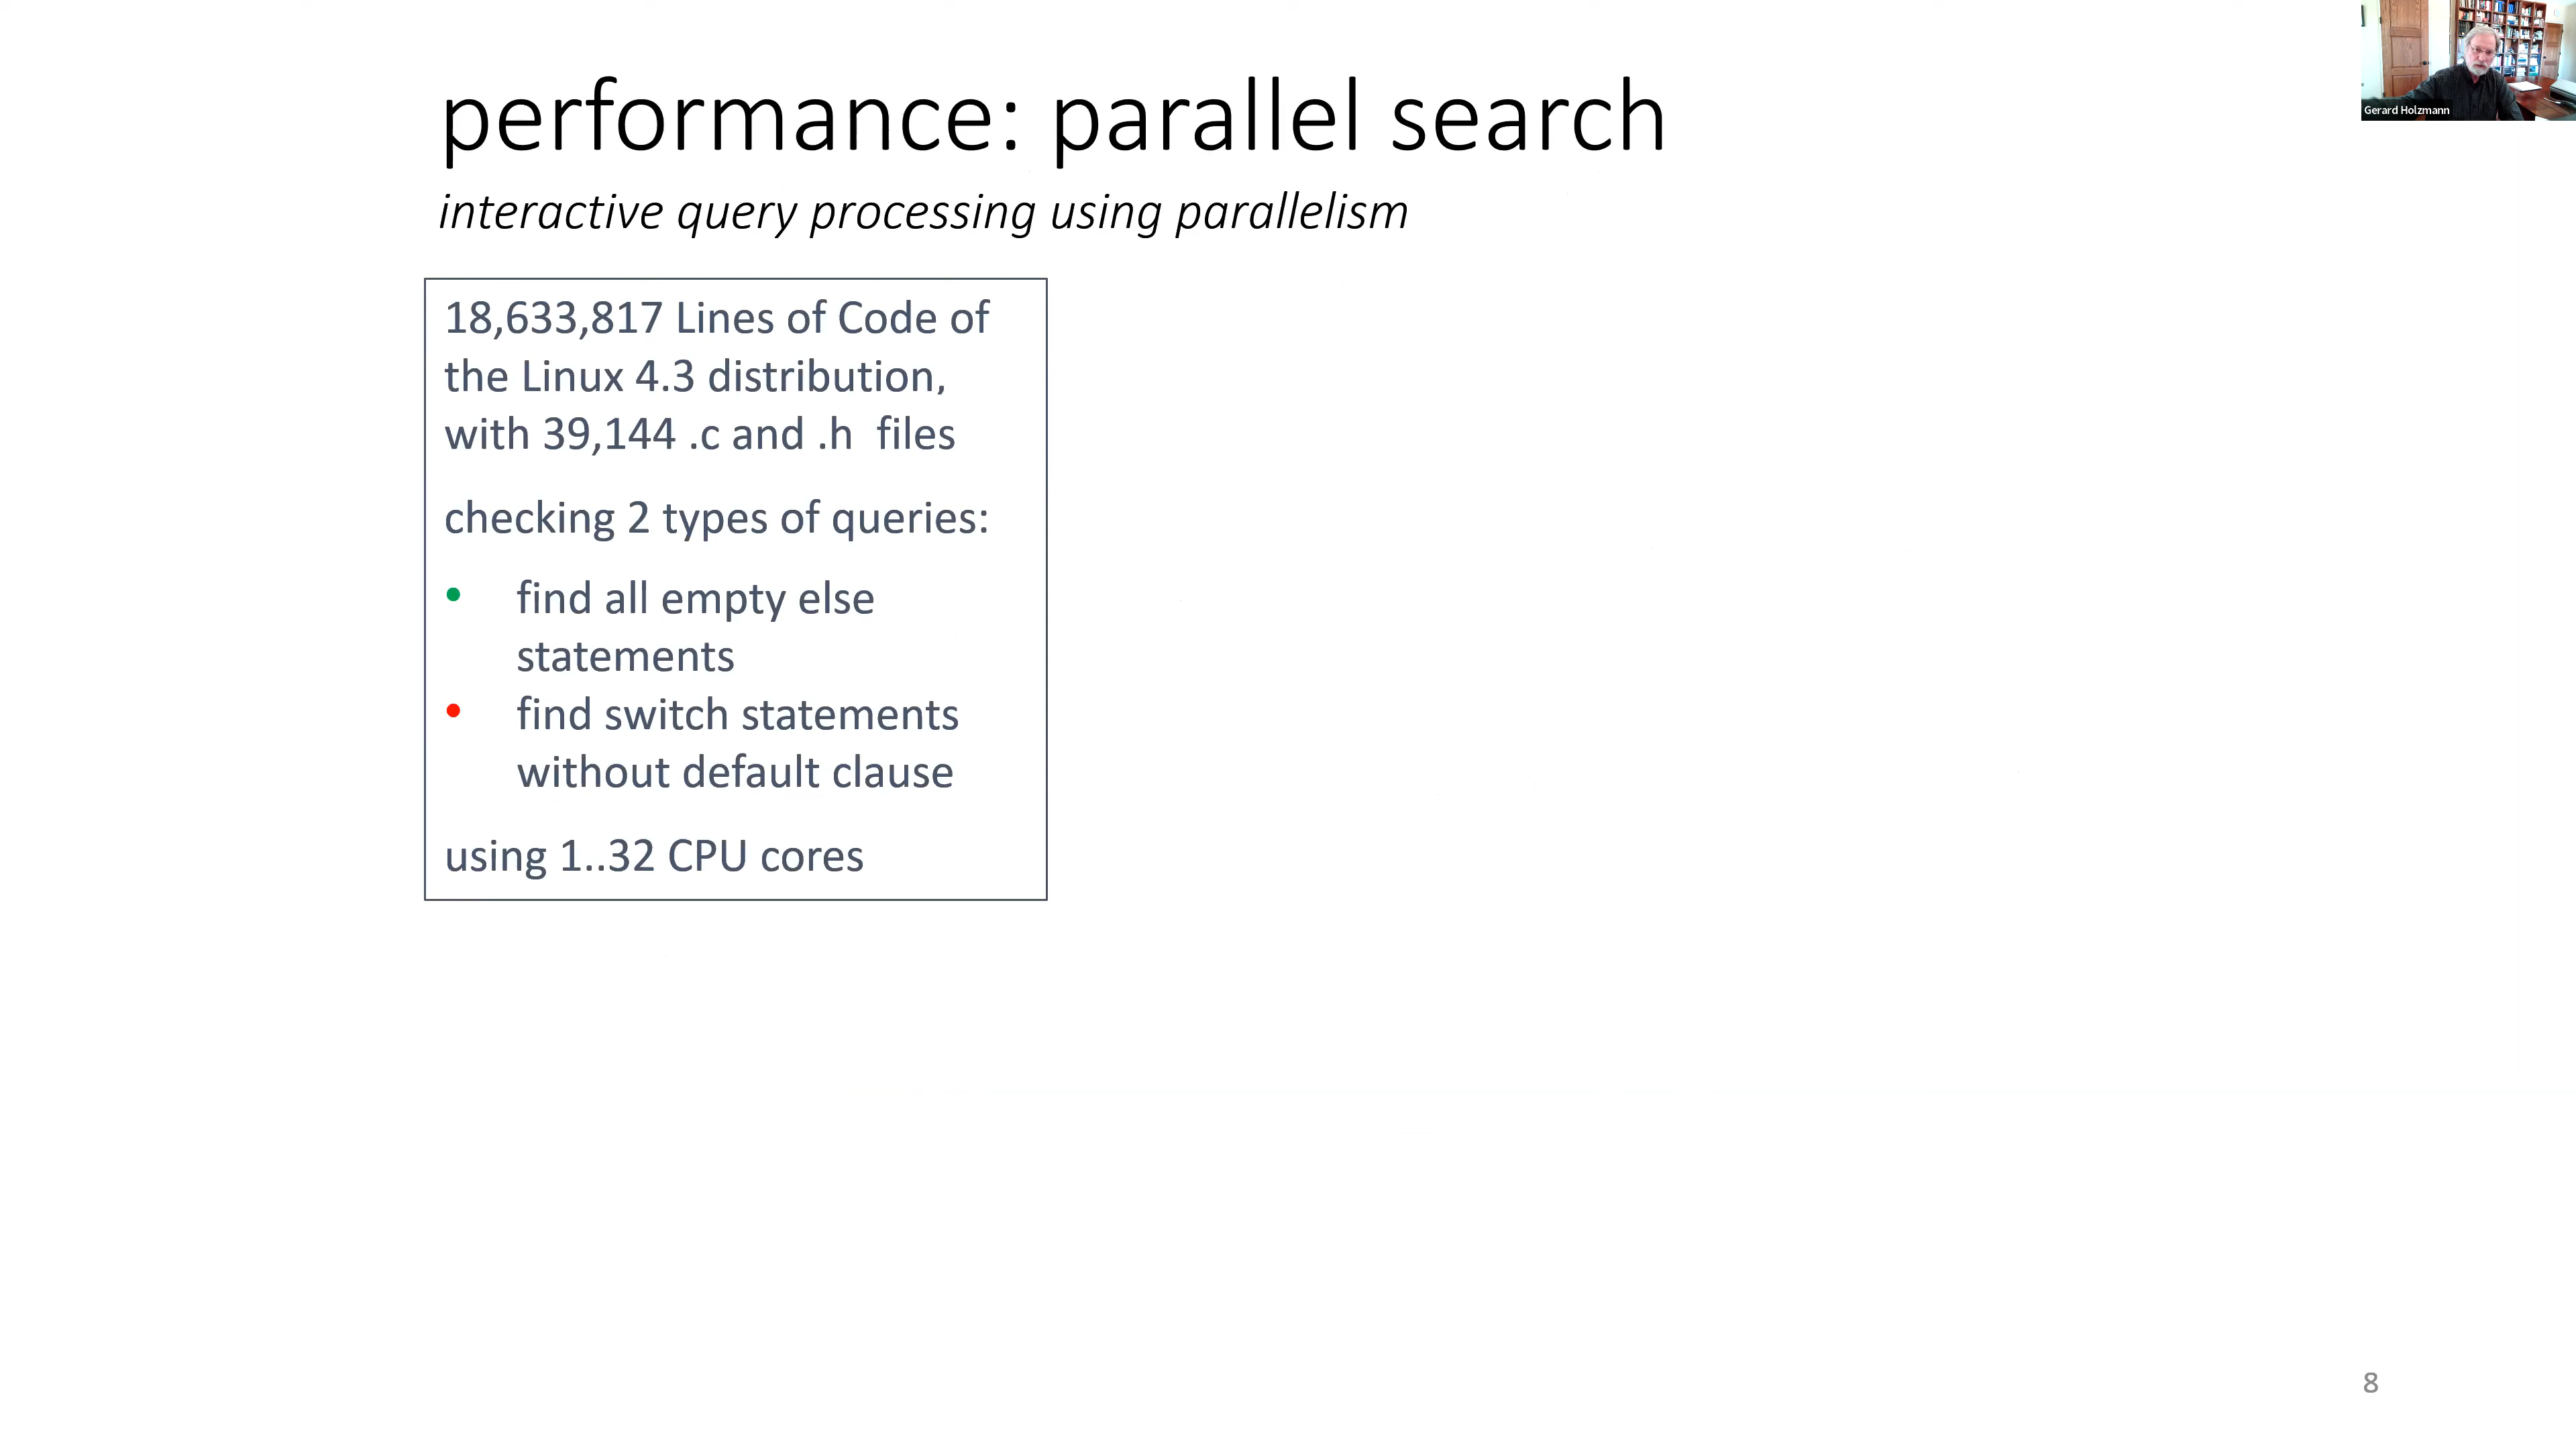 performance: parallel search
interactive query processing using parallelism
18,633,817 Lines of Code of
the Linux 4.3 distribution,
with 39,144 .c and .h  files
checking 2 types of queries:
• find all empty else
statements
• find switch statements
without default clause
using 1..32 CPU cores
Gerard Holzmann
8